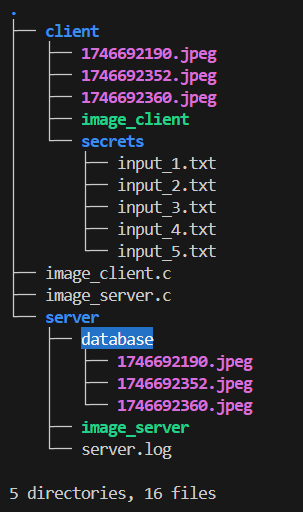 .
├── client
│   ├── 1746692190.jpeg
│   ├── 1746692352.jpeg
│   ├── 1746692360.jpeg
│   ├── image_client
│   └── secrets
│       ├── input_1.txt
│       ├── input_2.txt
│       ├── input_3.txt
│       ├── input_4.txt
│       └── input_5.txt
├── image_client.c
├── image_server.c
└── server
    ├── database
    │   ├── 1746692190.jpeg
    │   ├── 1746692352.jpeg
    │   └── 1746692360.jpeg
    ├── image_server
    └── server.log

5 directories, 16 files